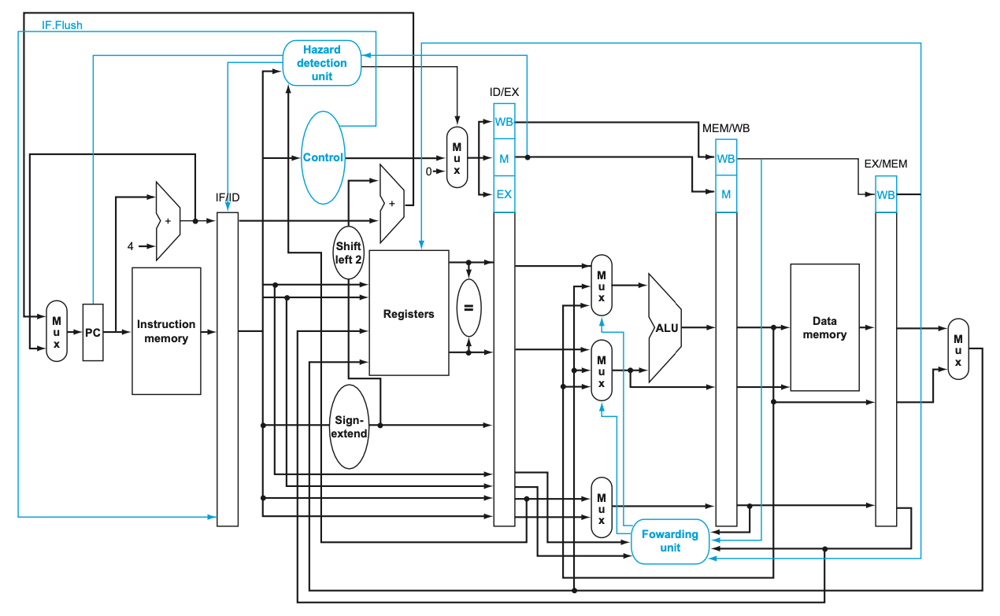 IF.Flush
Hazard
detection
unit
ID/EX
WB
MEM/WB
Control
M
u
x
0
M
WB
EX/MEM
EX
M
WB
IF/ID
+
+
4
Shift
left 2
M
u
x
PC
Instruction
memory
Registers
=
M
u
x
ALU
Data
memory
M
u
x
M
u
x
Sign-
extend
M
u
x
Fowarding
unit